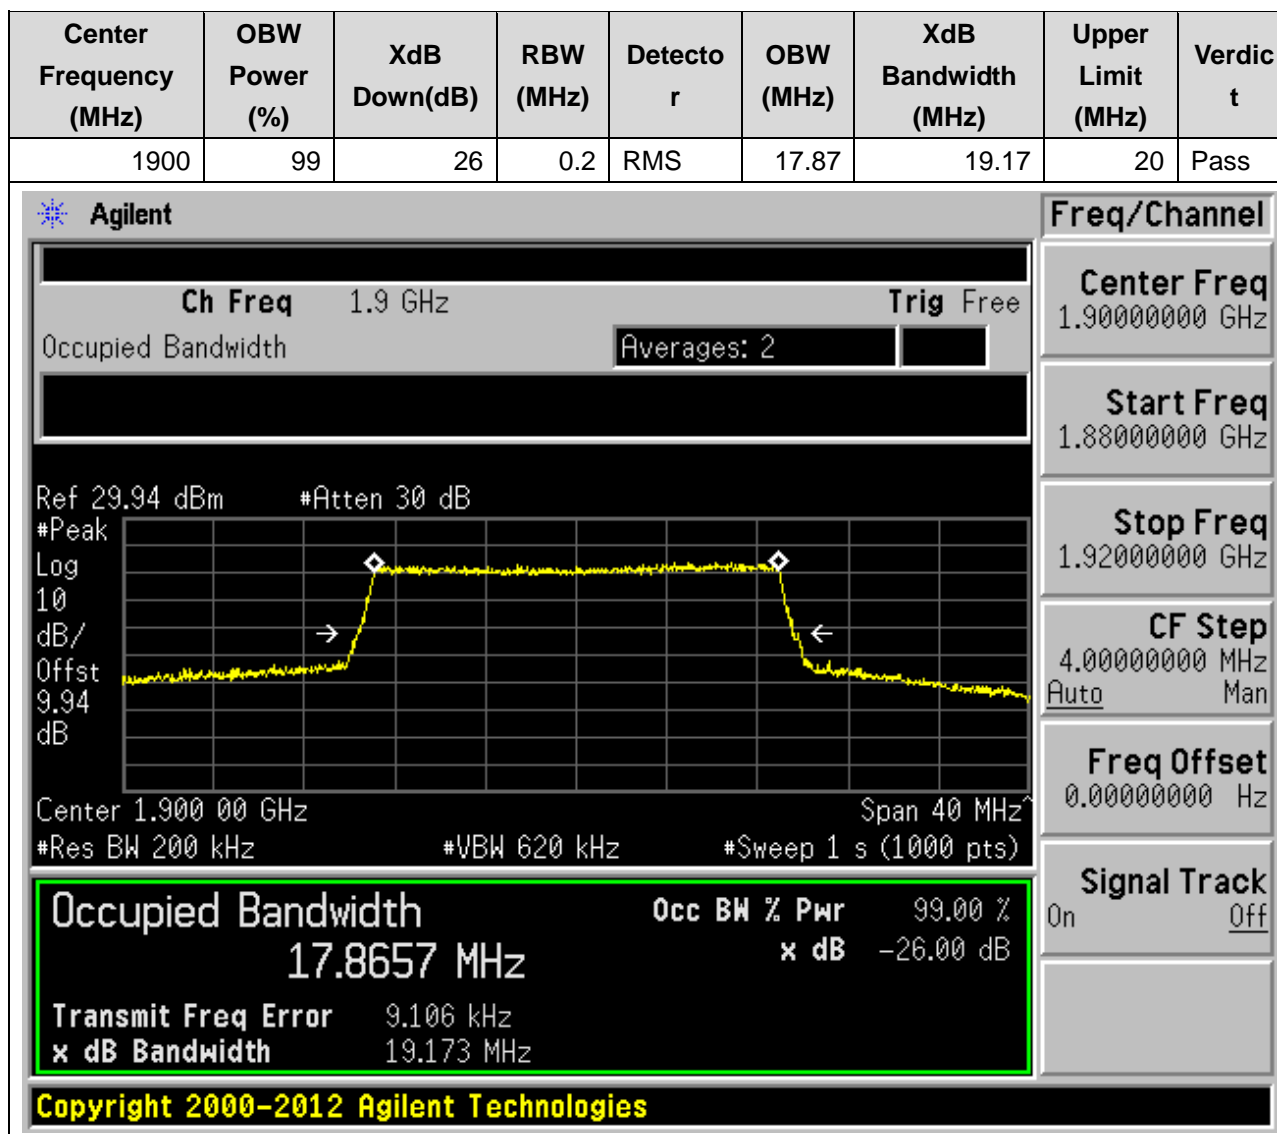 Center Frequency (MHz) OBW Power (%) XdB Down(dB) RBW (MHz) Detecto r OBW (MHz) XdB Bandwidth (MHz) Upper Limit (MHz) Verdic t
1900 99 26 0.2 RMS 17.87 19.17 20 Pass
Agilent
Freq/Channel
Ch Freq 1.9 GHz Trig Free
Occupied Bandwidth Averages: 2
Center Freq
1.90000000 GHz
Start Freq
1.88000000 GHz
Stop Freq
1.92000000 GHz
CF Step
4.00000000 MHz
Auto Man
Freq Offset
0.00000000 Hz
Signal Track
On Off
Ref 29.94 dBm #Atten 30 dB
#Peak
Log
10
dB/
Offst
9.94
dB
Center 1.900 00 GHz Span 40 MHz^
#Res BW 200 kHz #VBW 620 kHz #Sweep 1 s (1000 pts)
Occupied Bandwidth Occ BW % Pwr 99.00 %
17.8657 MHz x dB -26.00 dB
Transmit Freq Error 9.106 kHz
x dB Bandwidth 19.173 MHz
Copyright 2000-2012 Agilent Technologies